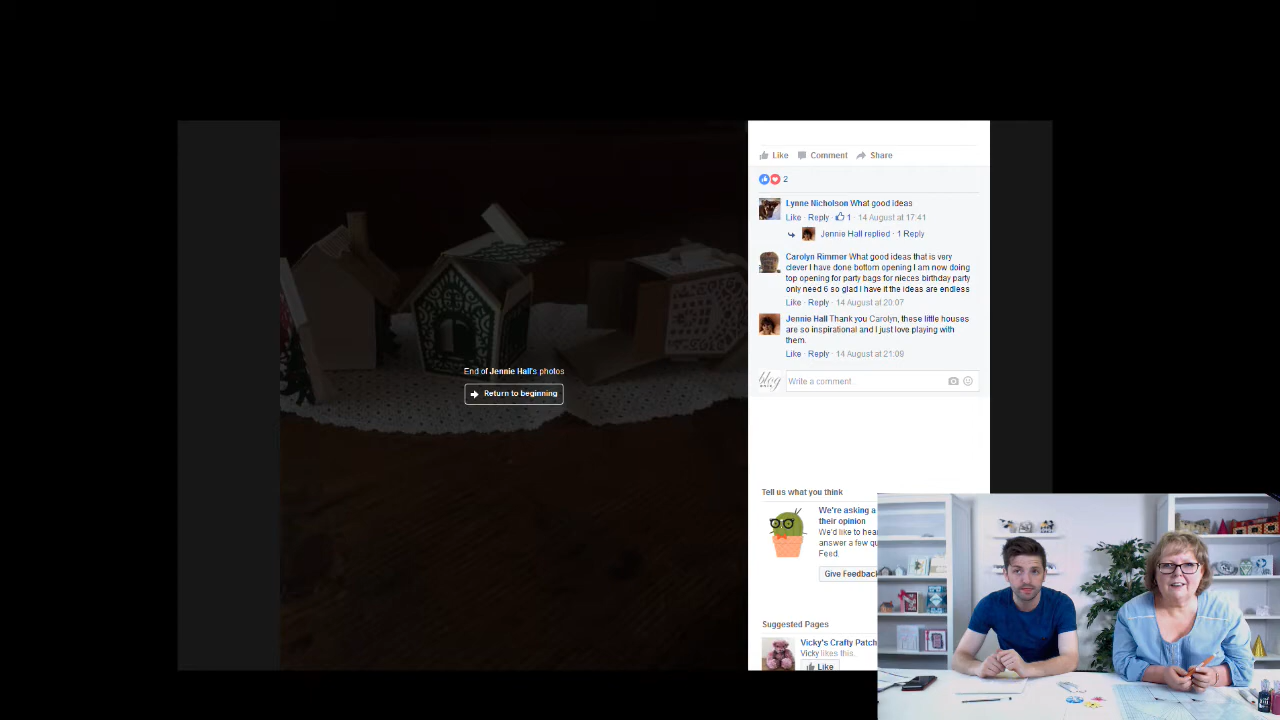 Like Comment Share
2
Lynne Nicholson What good ideas
Like · Reply · 1 · 14 August at 17:41
Jennie Hall replied · 1 Reply
Carolyn Rimmer What good ideas that is very
clever I have done bottom opening I am now doing
top opening for party bags for nieces birthday party
only need 6 so glad I have it the ideas are endless
Like · Reply · 14 August at 20:07
Jennie Hall Thank you Carolyn, these little houses
are so inspirational and I just love playing with
them.
Like · Reply · 14 August at 21:09
End of Jennie Hall's photos
Return to beginning
blog
Write a comment...
Tell us what you think
We're asking a
their opinion
We'd like to hea
answer a few qu
Feed.
Give Feedback
Suggested Pages
Vicky's Crafty Patch
Vicky likes this.
Like